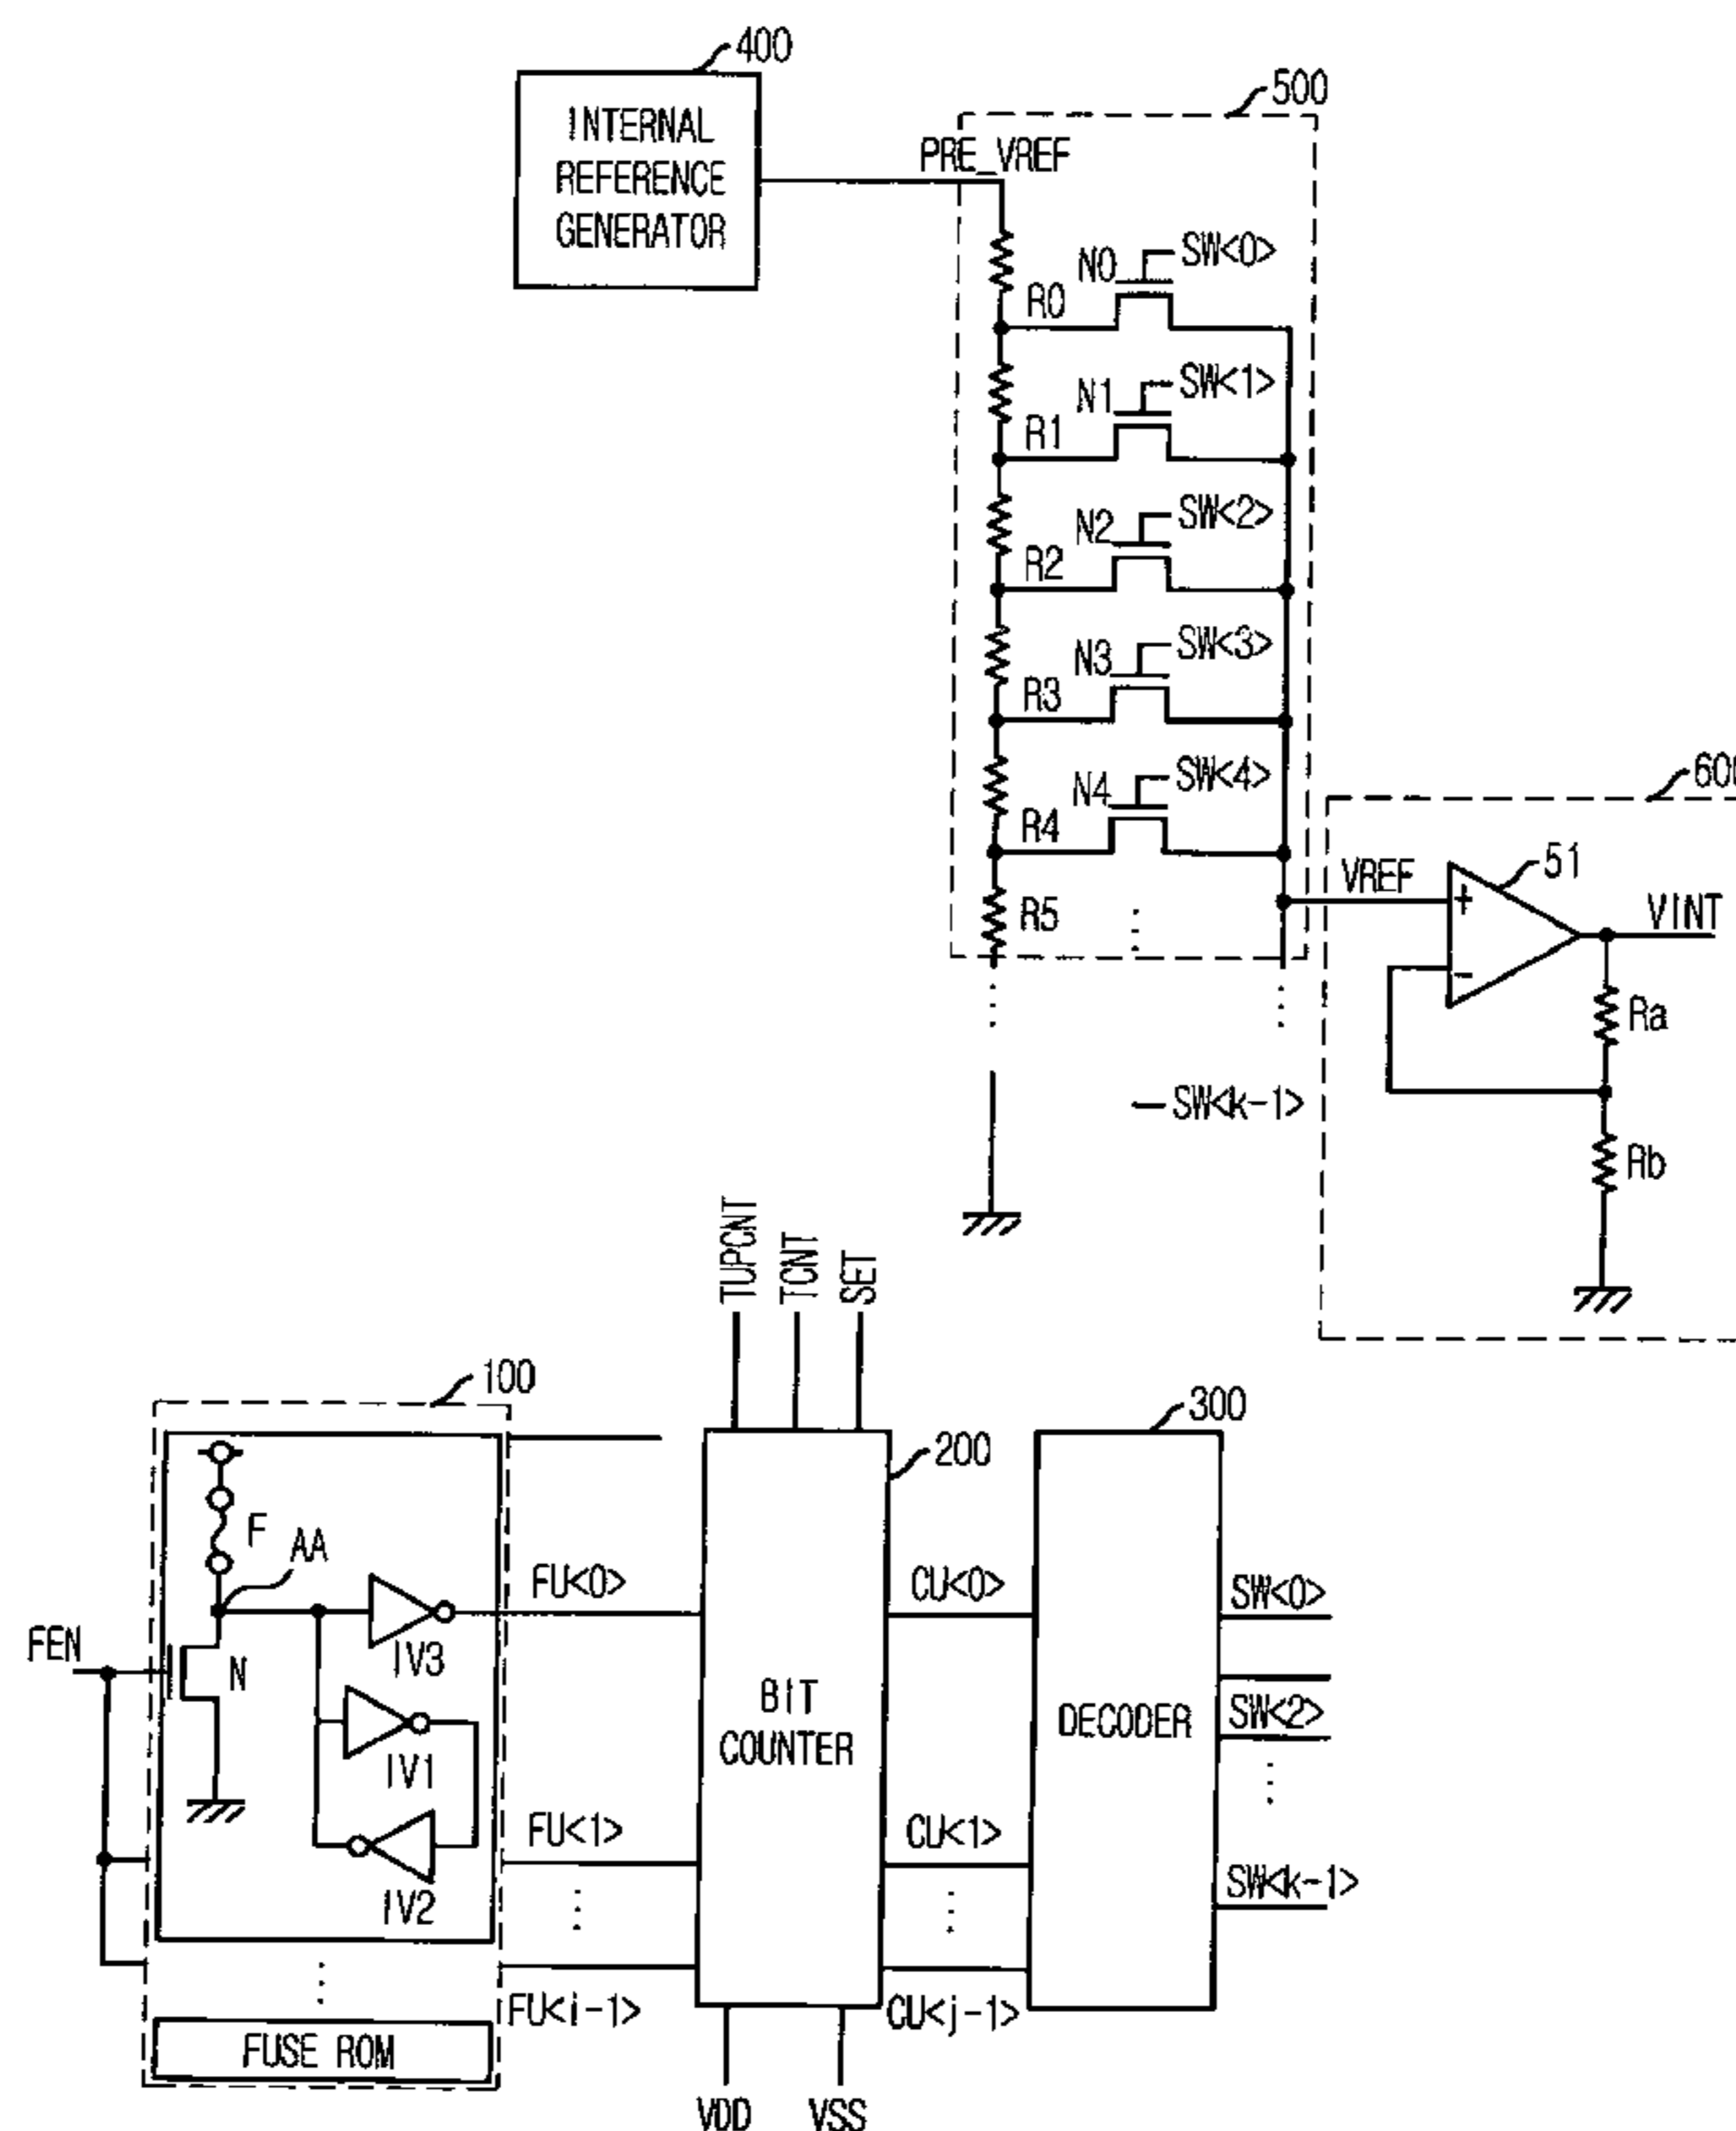 400
INTERNAL
REFERENCE
GENERATOR
500
PRE_VREF
N0
SW<0>
R0
N1
SW<1>
R1
N2
SW<2>
R2
N3
SW<3>
R3
N4
SW<4>
R4
R5
SW<k-1>
600
VREF
+
-
51
VINT
Ra
Rb
TUPCNT
TCNT
SET
100
200
300
F
AA
FEN
N
IV3
IV1
IV2
FUSE ROM
FU<0>
FU<1>
FU<i-1>
BIT
COUNTER
VDD
VSS
CU<0>
CU<1>
CU<j-1>
DECODER
SW<0>
SW<2>
SW<k-1>